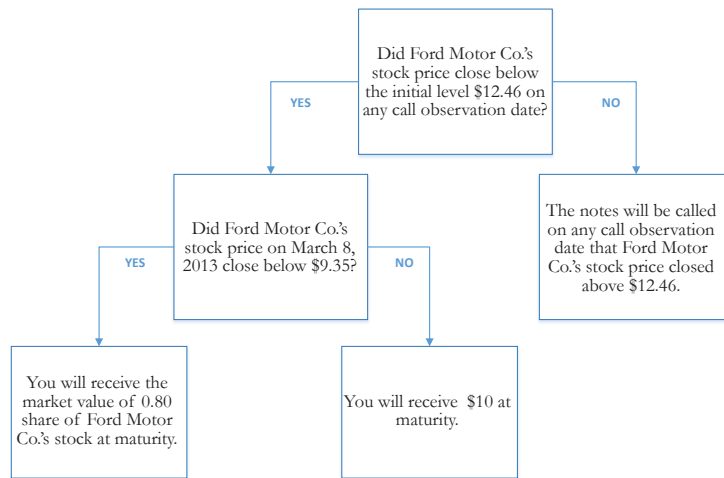 Did Ford Motor Co.'s
stock price close below
the initial level $12.46 on
any call observation date?
YES
NO
Did Ford Motor Co.'s
stock price on March 8,
2013 close below $9.35?
The notes will be called
on any call observation
date that Ford Motor
Co.'s stock price closed
above $12.46.
YES
NO
You will receive the
market value of 0.80
share of Ford Motor
Co.'s stock at maturity.
You will receive $10 at
maturity.